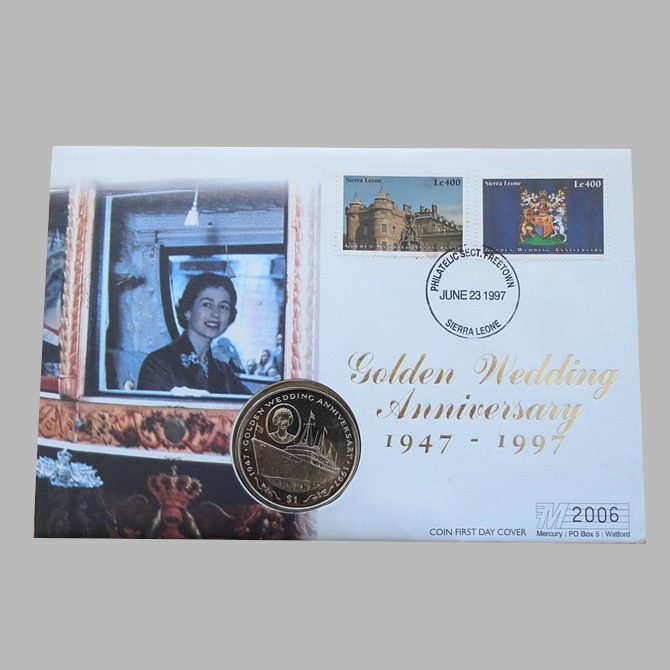 Sierra Leone Le400
GOLDEN WEDDING ANNIVERSARY
Sierra Leone Le400
GOLDEN WEDDING ANNIVERSARY
PHILATELIC SECT. FREETOWN
JUNE 23 1997
SIERRA LEONE
Golden Wedding
Anniversary
1947 - 1997
1947 · GOLDEN WEDDING ANNIVERSARY · 1997
$1
COIN FIRST DAY COVER
M 2006
Mercury : PO Box 5 : Watford